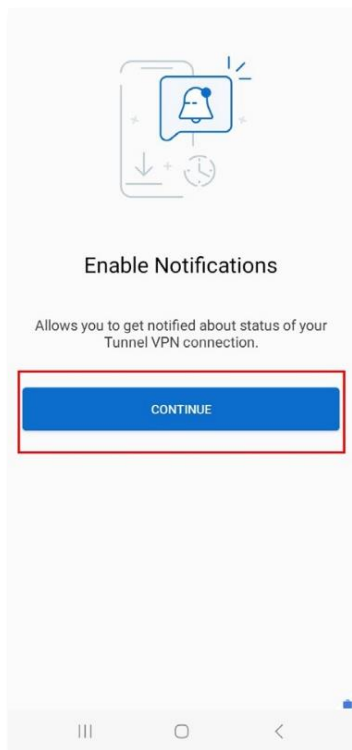 Enable Notifications
Allows you to get notified about status of your
Tunnel VPN connection.
CONTINUE